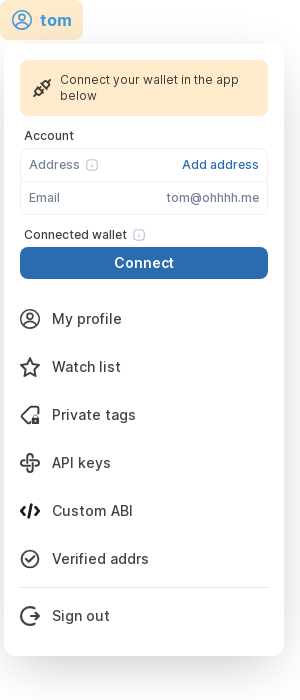 tom
Connect your wallet in the app
below
Account
Address
Add address
Email
tom@ohhhh.me
Connected wallet
Connect
My profile
Watch list
Private tags
API keys
Custom ABI
Verified addrs
Sign out